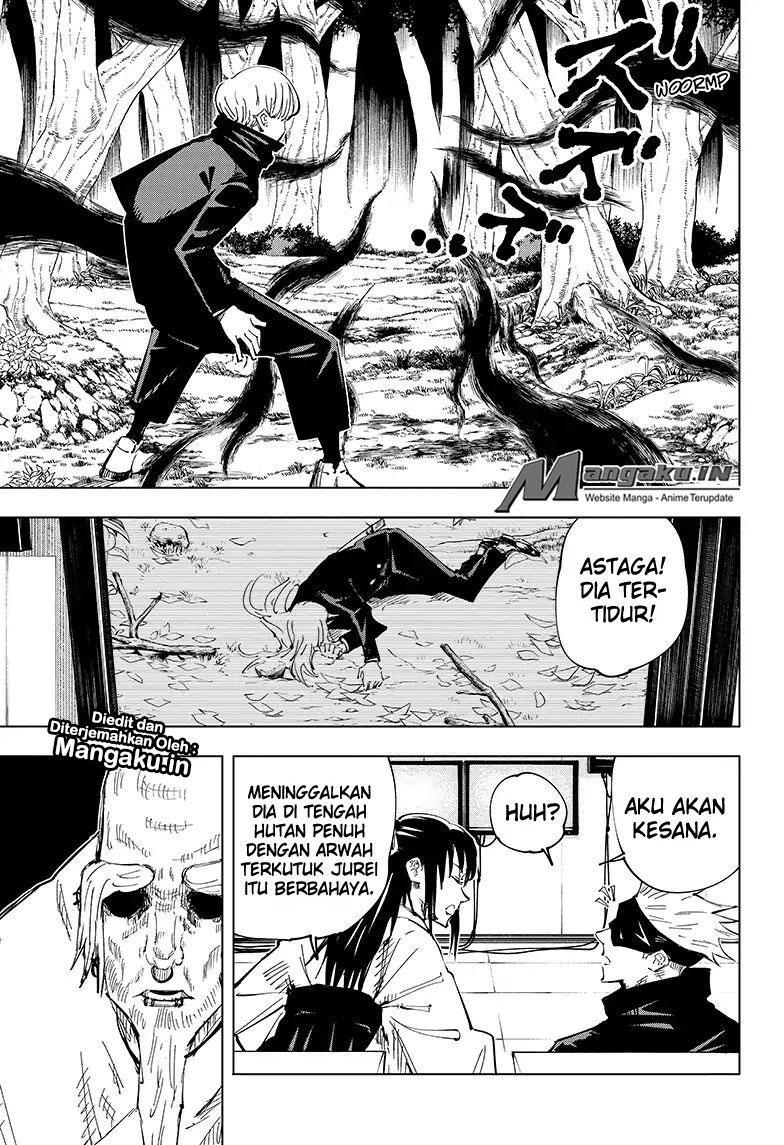 ズズズ...
WOORMP
Mangaku.in
Website Manga - Anime Terupdate
ASTAGA!
DIA TER-
TIDUR!
Diedit dan
Diterjemahkan Oleh :
Mangaku.in
AKU AKAN
KESANA.
HUH?
MENINGGALKAN
DIA DI TENGAH
HUTAN PENUH
DENGAN ARWAH
TERKUTUK JUREI
ITU BERBAHAYA.